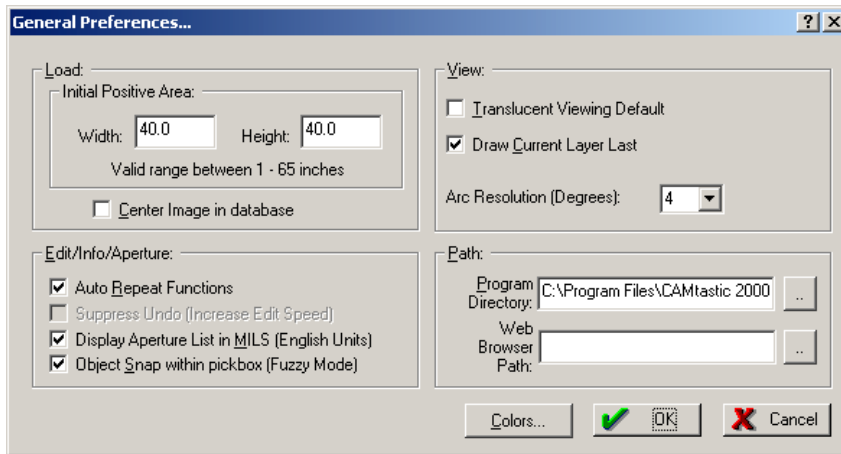 General Preferences...
Load:
Initial Positive Area:
Width: 40.0 Height: 40.0
Valid range between 1 - 65 inches
Center Image in database
View:
Translucent Viewing Default
Draw Current Layer Last
Arc Resolution (Degrees): 4
Edit/Info/Aperture:
Auto Repeat Functions
Suppress Undo (Increase Edit Speed)
Display Aperture List in MILS (English Units)
Object Snap within pickbox (Fuzzy Mode)
Path:
Program
Directory: C:\Program Files\CAMtastic 2000 ..
Web
Browser ..
Path:
Colors... OK Cancel